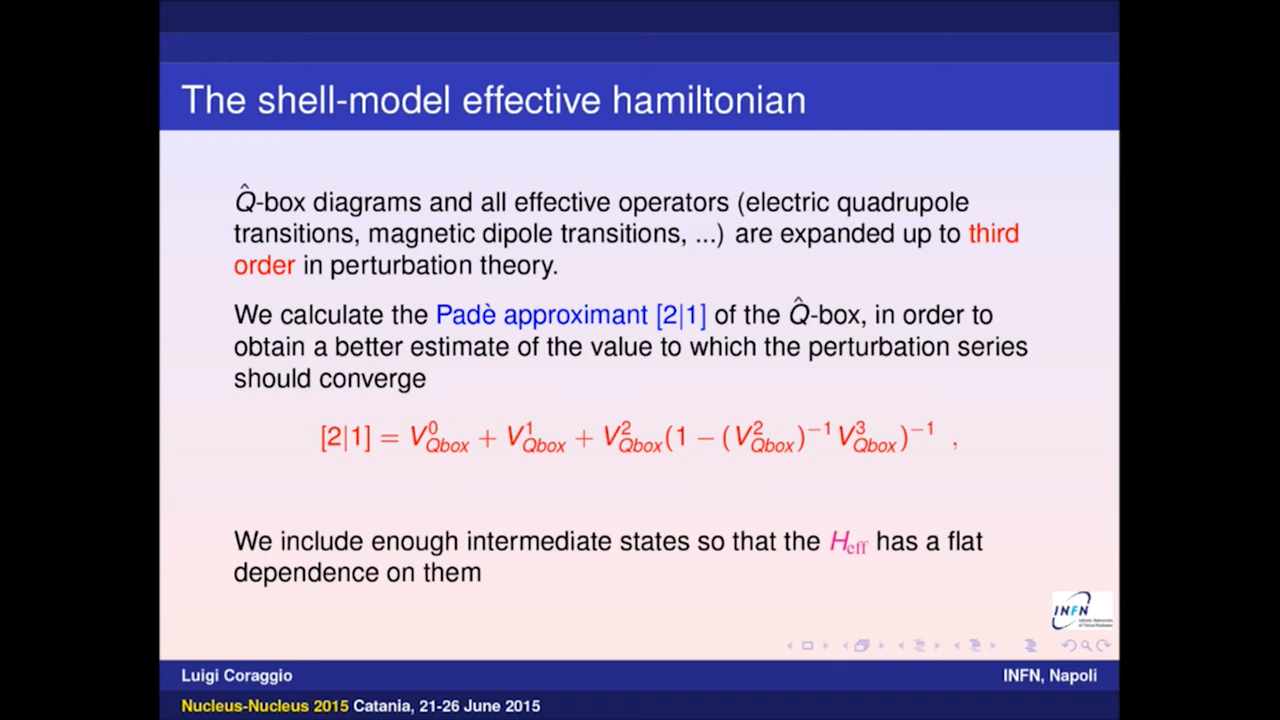 The shell-model effective hamiltonian
Q̂-box diagrams and all effective operators (electric quadrupole
transitions, magnetic dipole transitions, ...) are expanded up to third
order in perturbation theory.
We calculate the Padè approximant [2|1] of the Q̂-box, in order to
obtain a better estimate of the value to which the perturbation series
should converge
[2|1] = V⁰_Qbox + V¹_Qbox + V²_Qbox(1 − (V²_Qbox)⁻¹ V³_Qbox)⁻¹ ,
We include enough intermediate states so that the H_eff has a flat
dependence on them
INFN
Luigi Coraggio INFN, Napoli
Nucleus-Nucleus 2015 Catania, 21-26 June 2015